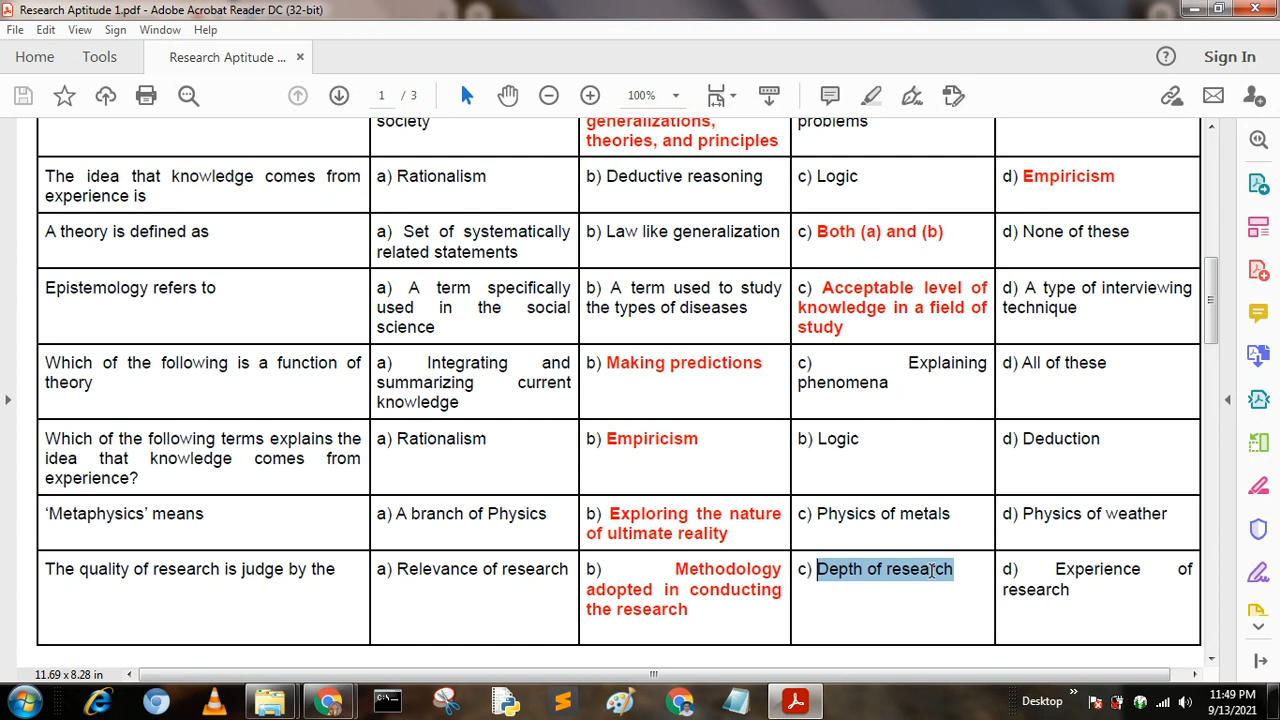 Research Aptitude 1.pdf - Adobe Acrobat Reader DC (32-bit)
File Edit View Sign Window Help
Home Tools Research Aptitude ... × Sign In
1 / 3 100%
society
generalizations,
theories, and principles
problems
The idea that knowledge comes from
experience is
a) Rationalism
b) Deductive reasoning
c) Logic
d) Empiricism
A theory is defined as
a) Set of systematically
related statements
b) Law like generalization
c) Both (a) and (b)
d) None of these
Epistemology refers to
a) A term specifically
used in the social
science
b) A term used to study
the types of diseases
c) Acceptable level of
knowledge in a field of
study
d) A type of interviewing
technique
Which of the following is a function of
theory
a) Integrating and
summarizing current
knowledge
b) Making predictions
c) Explaining
phenomena
d) All of these
Which of the following terms explains the
idea that knowledge comes from
experience?
a) Rationalism
b) Empiricism
b) Logic
d) Deduction
‘Metaphysics’ means
a) A branch of Physics
b) Exploring the nature
of ultimate reality
c) Physics of metals
d) Physics of weather
The quality of research is judge by the
a) Relevance of research
b) Methodology
adopted in conducting
the research
c) Depth of research
d) Experience of
research
11.69 x 8.28 in
Desktop
11:49 PM
9/13/2021